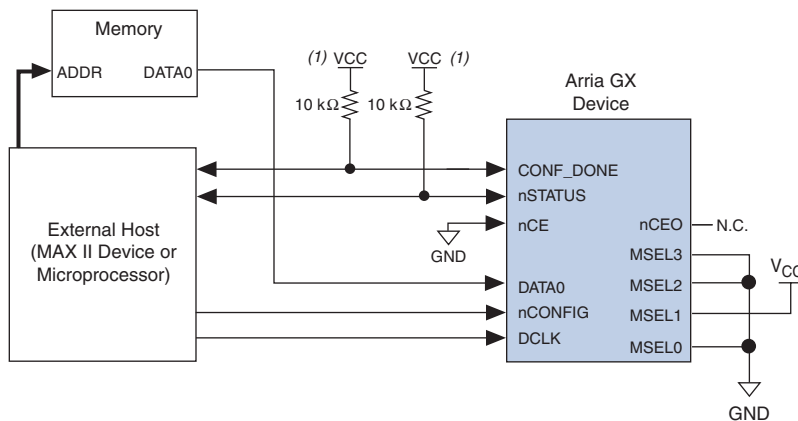 Memory
ADDR DATA0
(1) VCC VCC (1)
10 kΩ 10 kΩ
Arria GX
Device
External Host
(MAX II Device or
Microprocessor)
GND
CONF_DONE
nSTATUS
nCE
DATA0
nCONFIG
DCLK
nCEO N.C.
MSEL3
MSEL2
MSEL1
MSEL0
VCC
GND